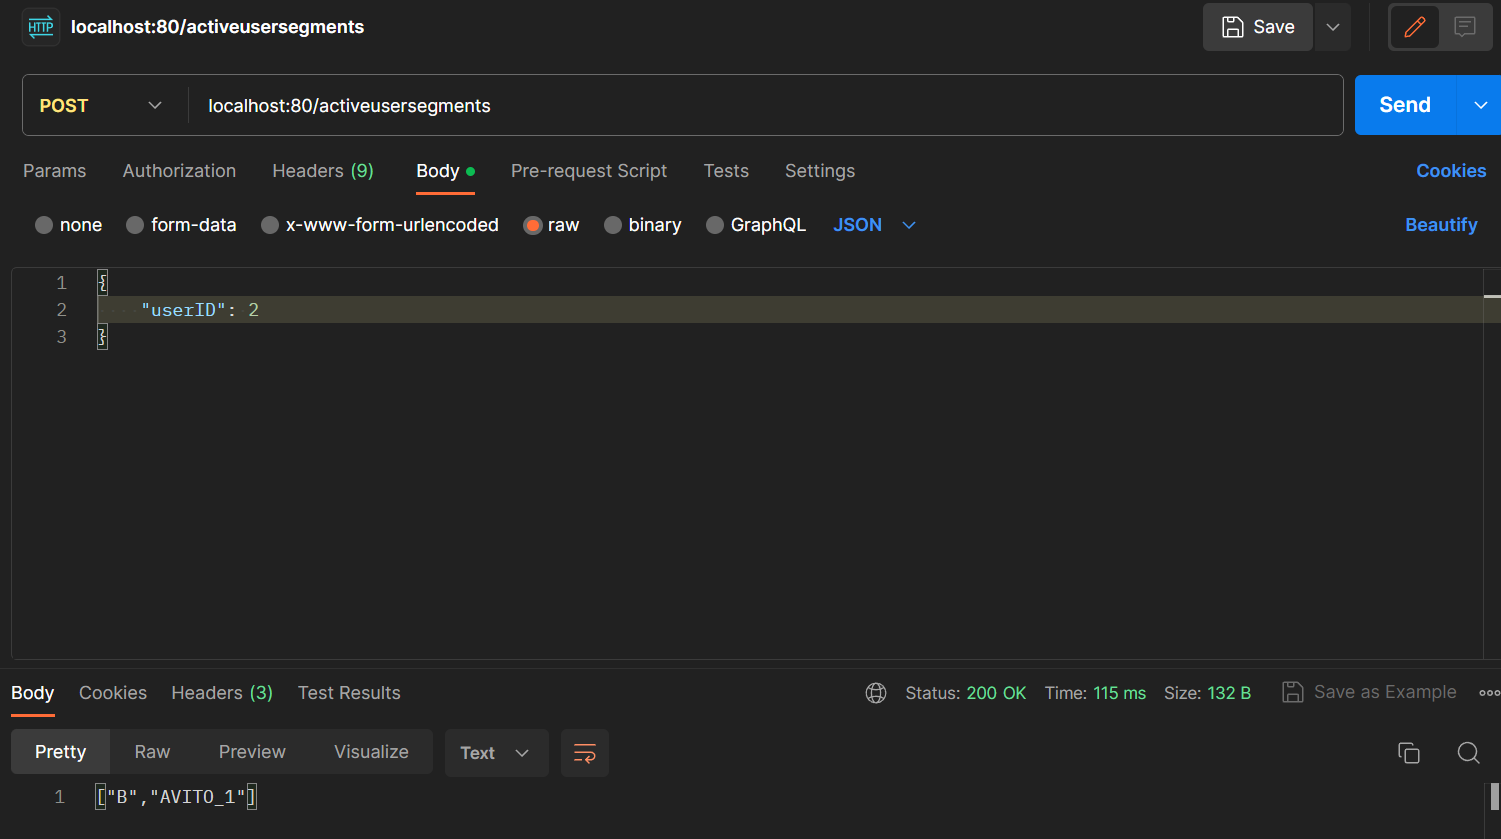 HTTP localhost:80/activeusersegments Save
POST localhost:80/activeusersegments Send
Params Authorization Headers (9) Body Pre-request Script Tests Settings Cookies
none form-data x-www-form-urlencoded raw binary GraphQL JSON Beautify
1 {
2 "userID": 2
3 }
Body Cookies Headers (3) Test Results Status: 200 OK Time: 115 ms Size: 132 B Save as Example
Pretty Raw Preview Visualize Text
1 ["B","AVITO_1"]